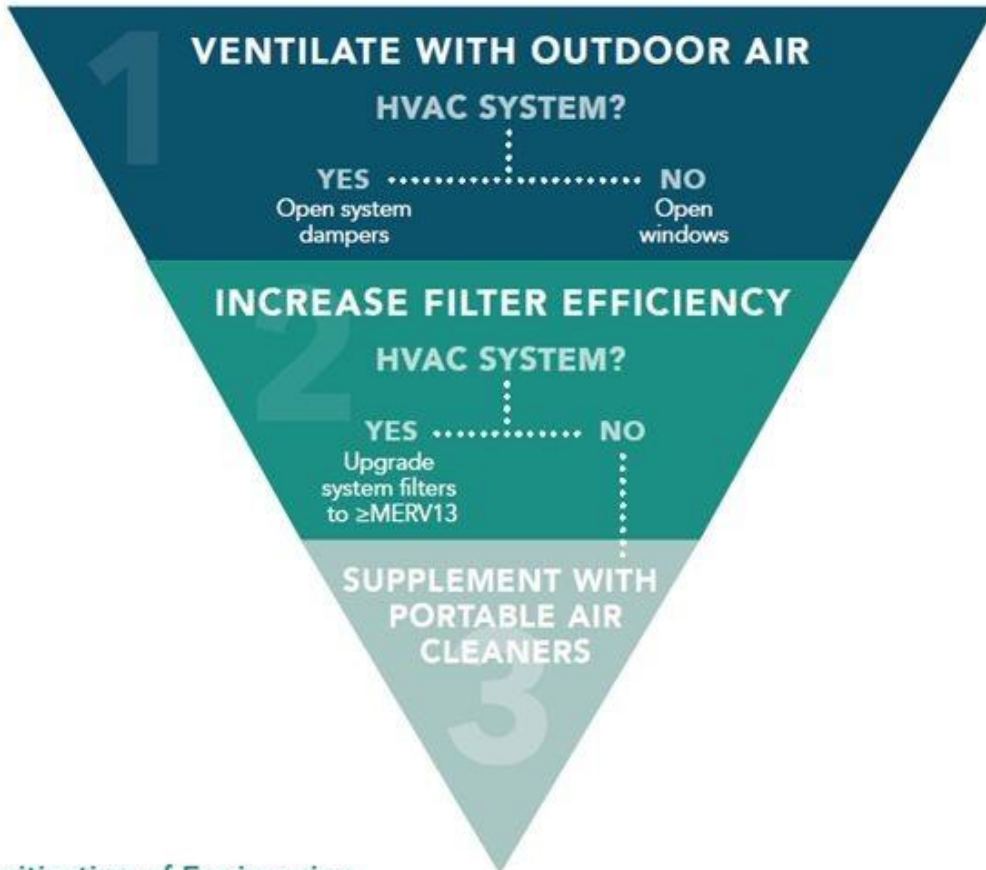 1
VENTILATE WITH OUTDOOR AIR
HVAC SYSTEM?
YES NO
Open system Open
dampers windows
2
INCREASE FILTER EFFICIENCY
HVAC SYSTEM?
YES NO
Upgrade
system filters
to ≥MERV13
SUPPLEMENT WITH
PORTABLE AIR
CLEANERS
3